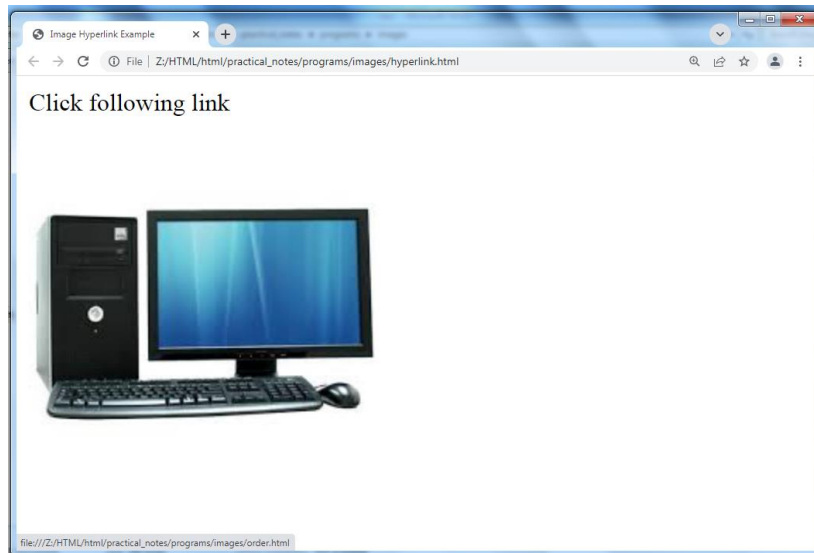 Image Hyperlink Example
File | Z:/HTML/html/practical_notes/programs/images/hyperlink.html
Click following link
file:///Z:/HTML/html/practical_notes/programs/images/order.html